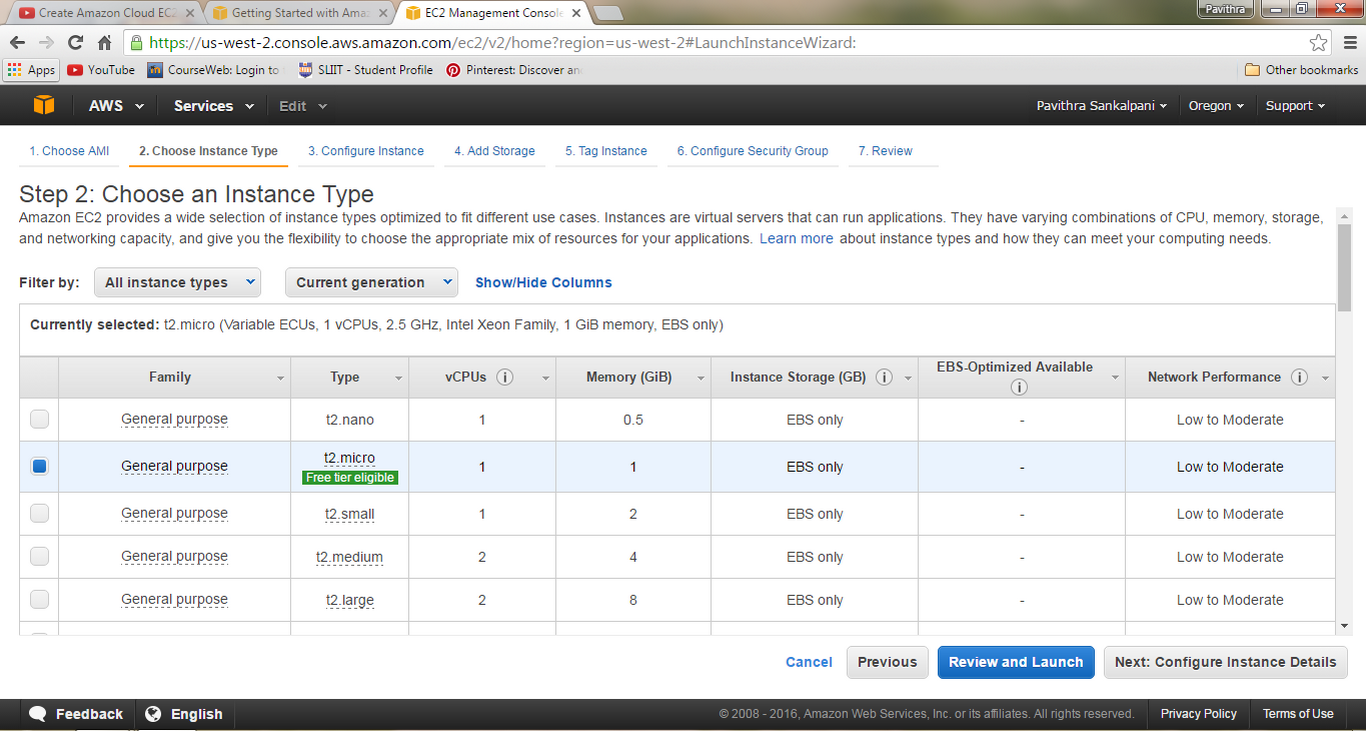 Create Amazon Cloud EC2
Getting Started with Amaz
EC2 Management Console
Pavithra
https://us-west-2.console.aws.amazon.com/ec2/v2/home?region=us-west-2#LaunchInstanceWizard:
Apps YouTube CourseWeb: Login to SLIIT - Student Profile Pinterest: Discover an Other bookmarks
AWS Services Edit Pavithra Sankalpani Oregon Support
1. Choose AMI 2. Choose Instance Type 3. Configure Instance 4. Add Storage 5. Tag Instance 6. Configure Security Group 7. Review
Step 2: Choose an Instance Type
Amazon EC2 provides a wide selection of instance types optimized to fit different use cases. Instances are virtual servers that can run applications. They have varying combinations of CPU, memory, storage,
and networking capacity, and give you the flexibility to choose the appropriate mix of resources for your applications. Learn more about instance types and how they can meet your computing needs.
Filter by: All instance types Current generation Show/Hide Columns
Currently selected: t2.micro (Variable ECUs, 1 vCPUs, 2.5 GHz, Intel Xeon Family, 1 GiB memory, EBS only)
Family Type vCPUs Memory (GiB) Instance Storage (GB) EBS-Optimized Available Network Performance
General purpose t2.nano 1 0.5 EBS only - Low to Moderate
General purpose t2.micro 1 1 EBS only - Low to Moderate
Free tier eligible
General purpose t2.small 1 2 EBS only - Low to Moderate
General purpose t2.medium 2 4 EBS only - Low to Moderate
General purpose t2.large 2 8 EBS only - Low to Moderate
Cancel Previous Review and Launch Next: Configure Instance Details
Feedback English © 2008 - 2016, Amazon Web Services, Inc. or its affiliates. All rights reserved. Privacy Policy Terms of Use